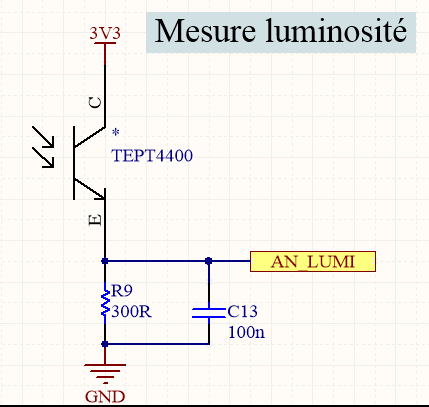 Mesure luminosité
3V3
C
*
TEPT4400
E
AN_LUMI
R9
300R
C13
100n
GND